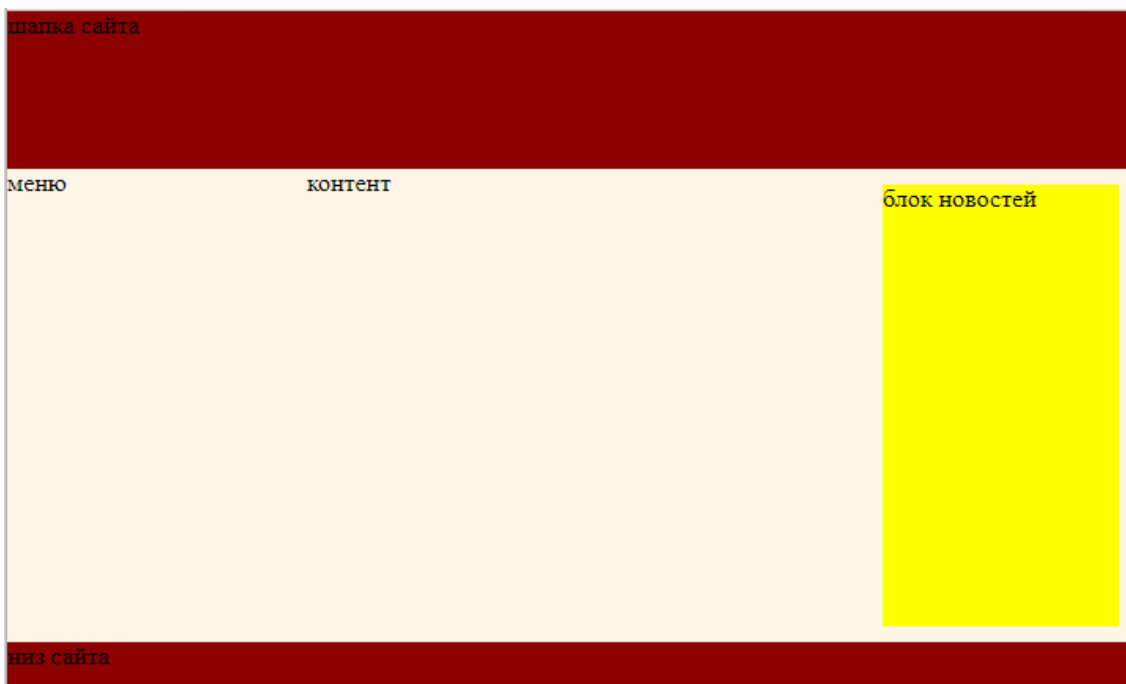 шапка сайта
меню
контент
блок новостей
низ сайта